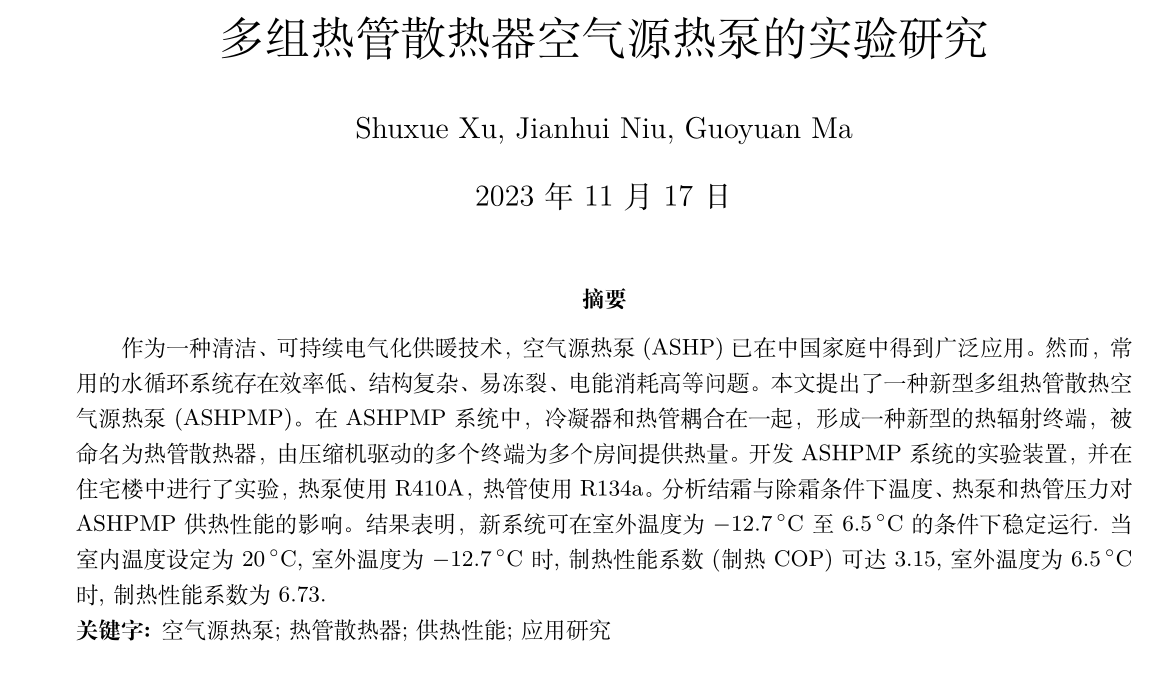 多组热管散热器空气源热泵的实验研究
Shuxue Xu, Jianhui Niu, Guoyuan Ma
2023 年 11 月 17 日
摘要
作为一种清洁、可持续电气化供暖技术，空气源热泵 (ASHP) 已在中国家庭中得到广泛应用。然而，常
用的水循环系统存在效率低、结构复杂、易冻裂、电能消耗高等问题。本文提出了一种新型多组热管散热空
气源热泵 (ASHPMP)。在 ASHPMP 系统中，冷凝器和热管耦合在一起，形成一种新型的热辐射终端，被
命名为热管散热器，由压缩机驱动的多个终端为多个房间提供热量。开发 ASHPMP 系统的实验装置，并在
住宅楼中进行了实验，热泵使用 R410A，热管使用 R134a。分析结霜与除霜条件下温度、热泵和热管压力对
ASHPMP 供热性能的影响。结果表明，新系统可在室外温度为 −12.7 °C 至 6.5 °C 的条件下稳定运行. 当
室内温度设定为 20 °C, 室外温度为 −12.7 °C 时, 制热性能系数 (制热 COP) 可达 3.15, 室外温度为 6.5 °C
时, 制热性能系数为 6.73.
关键字: 空气源热泵; 热管散热器; 供热性能; 应用研究